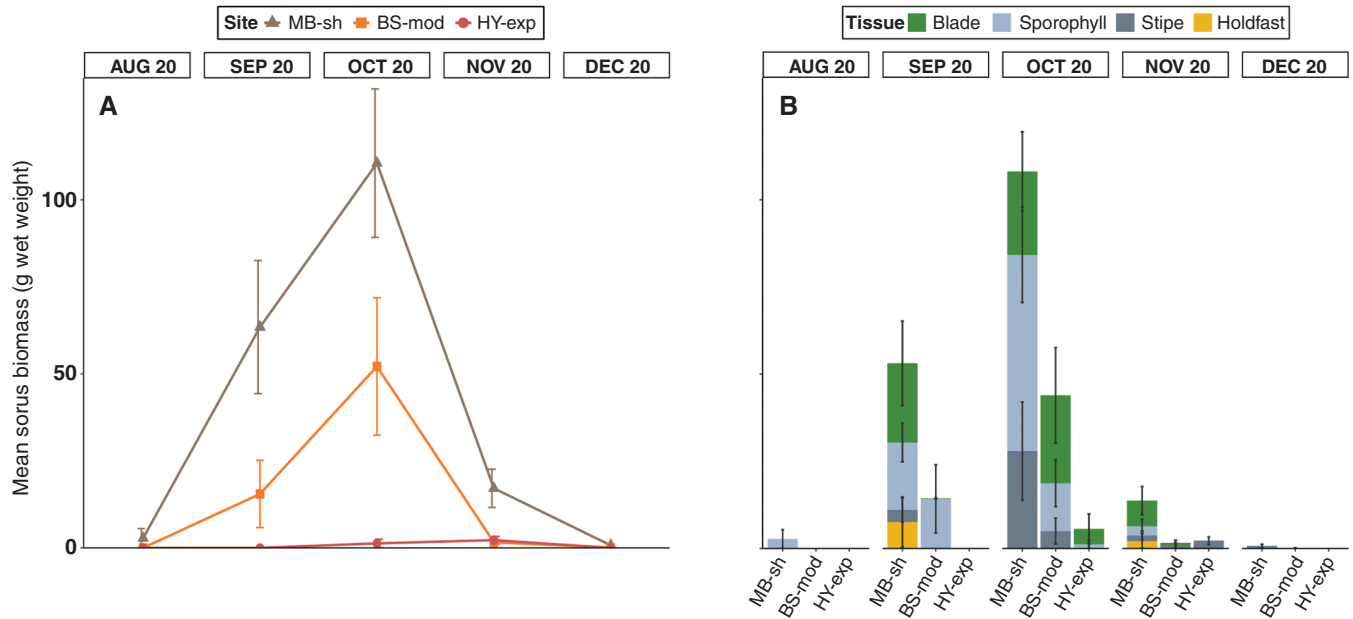 Site MB-sh BS-mod HY-exp
Tissue Blade Sporophyll Stipe Holdfast
AUG 20 SEP 20 OCT 20 NOV 20 DEC 20
AUG 20 SEP 20 OCT 20 NOV 20 DEC 20
A
B
Mean sorus biomass (g wet weight)
100
50
0
MB-sh BS-mod HY-exp MB-sh BS-mod HY-exp MB-sh BS-mod HY-exp MB-sh BS-mod HY-exp MB-sh BS-mod HY-exp